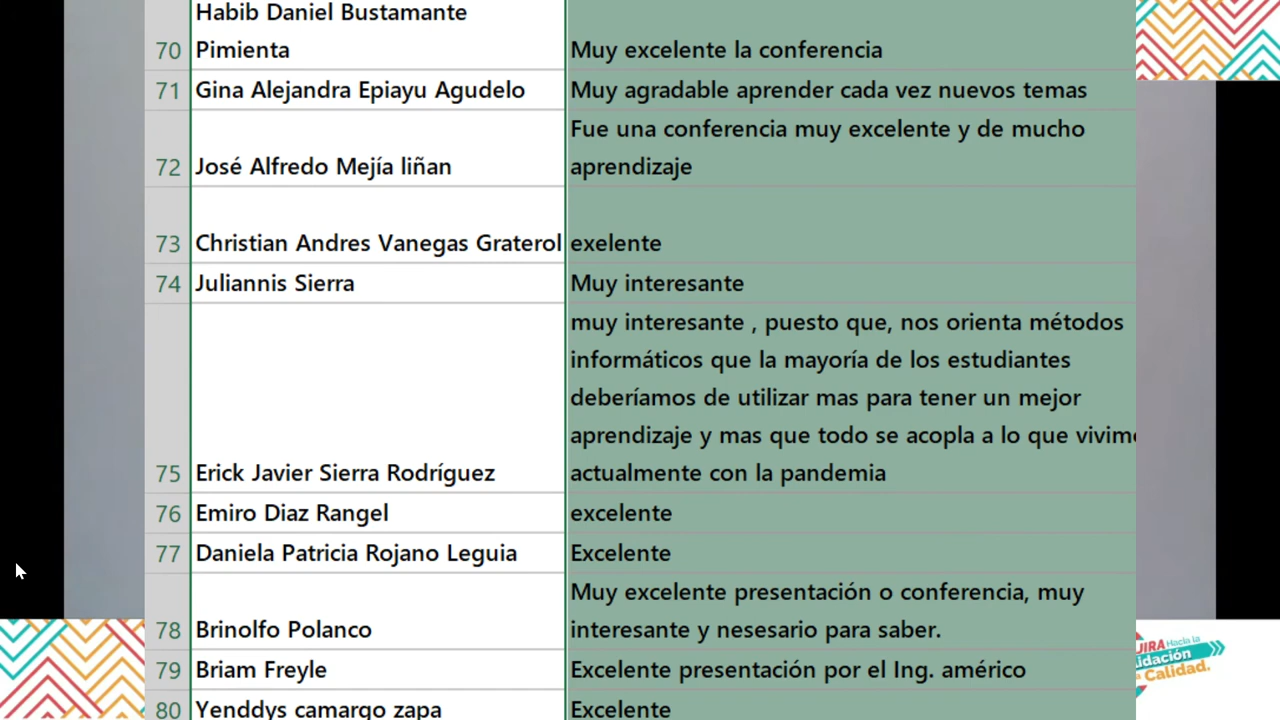 Habib Daniel Bustamante
70 Pimienta Muy excelente la conferencia
71 Gina Alejandra Epiayu Agudelo Muy agradable aprender cada vez nuevos temas
Fue una conferencia muy excelente y de mucho
72 José Alfredo Mejía liñan aprendizaje
73 Christian Andres Vanegas Graterol exelente
74 Juliannis Sierra Muy interesante
muy interesante , puesto que, nos orienta métodos
informáticos que la mayoría de los estudiantes
deberíamos de utilizar mas para tener un mejor
aprendizaje y mas que todo se acopla a lo que
75 Erick Javier Sierra Rodríguez actualmente con la pandemia
76 Emiro Diaz Rangel excelente
77 Daniela Patricia Rojano Leguia Excelente
Muy excelente presentación o conferencia, muy
78 Brinolfo Polanco interesante y nesesario para saber.
79 Briam Freyle Excelente presentación por el Ing. américo
80 Yenddys camargo zapa Excelente
Hacia la
Calidad.